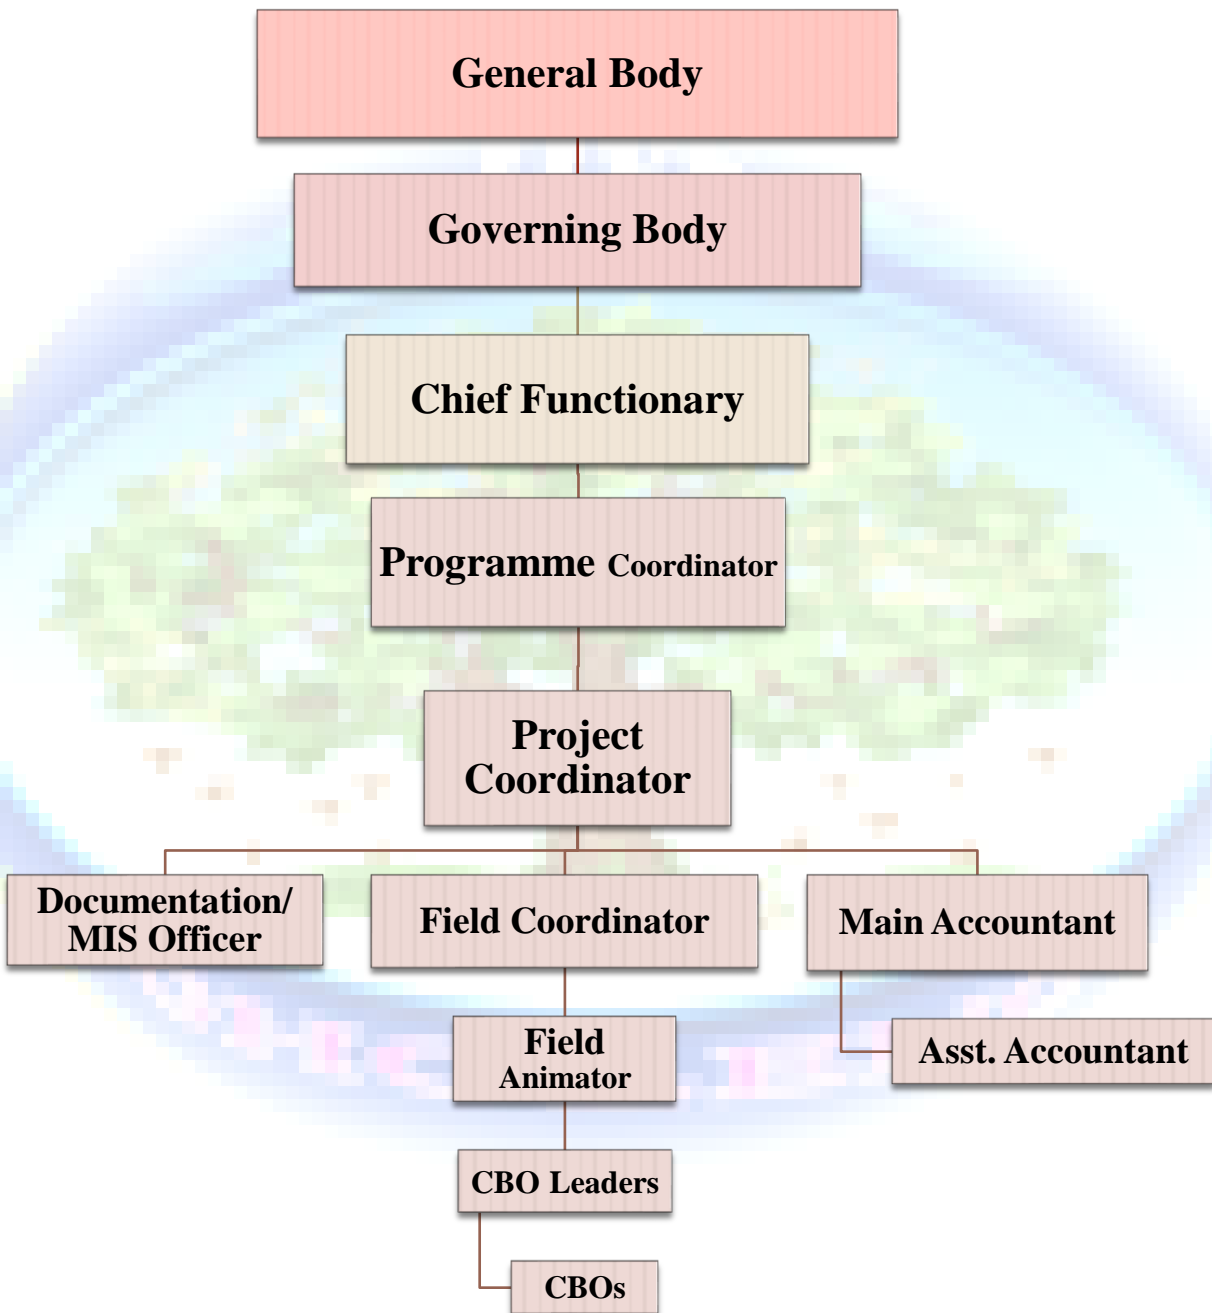 General Body
Governing Body
Chief Functionary
Programme Coordinator
Project
Coordinator
Documentation/
MIS Officer
Field Coordinator
Main Accountant
Field
Animator
Asst. Accountant
CBO Leaders
CBOs